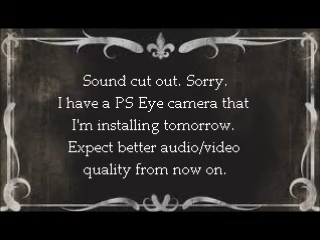 Sound cut out. Sorry.
I have a PS Eye camera that
I'm installing tomorrow.
Expect better audio/video
quality from now on.